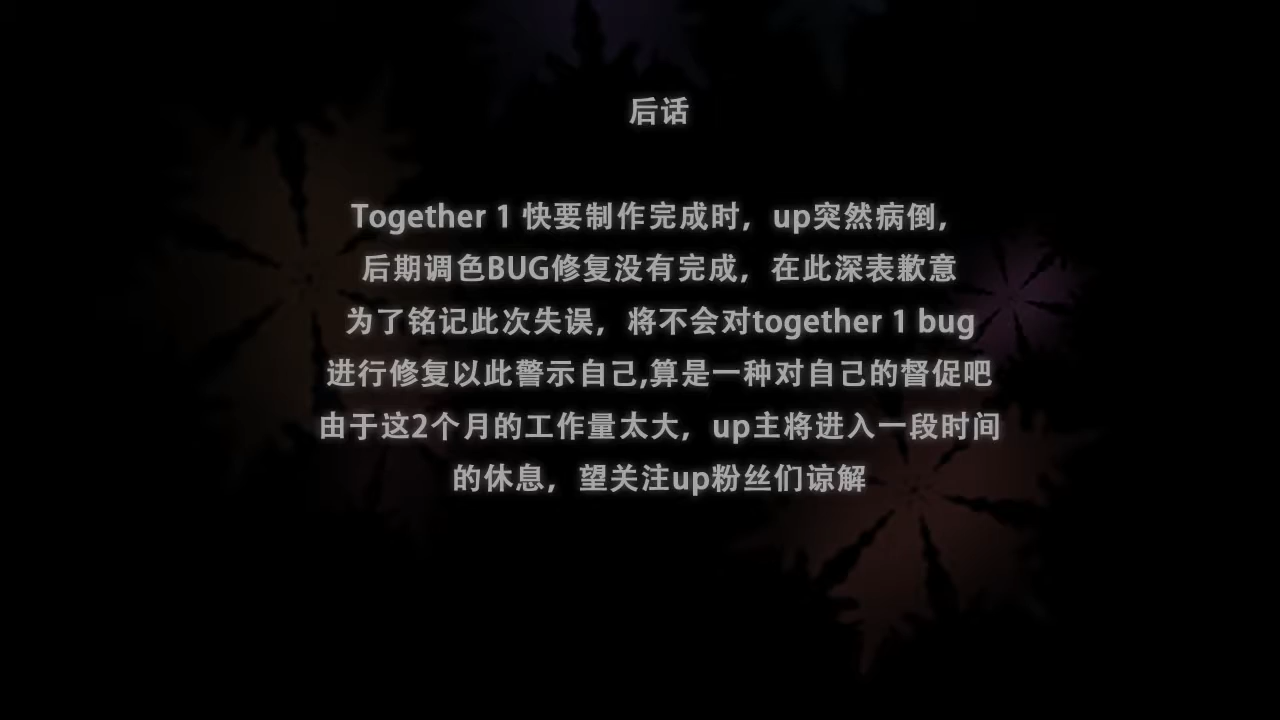 后话
Together 1 快要制作完成时，up突然病倒，
后期调色BUG修复没有完成，在此深表歉意
为了铭记此次失误，将不会对together 1 bug
进行修复以此警示自己,算是一种对自己的督促吧
由于这2个月的工作量太大，up主将进入一段时间
的休息，望关注up粉丝们谅解